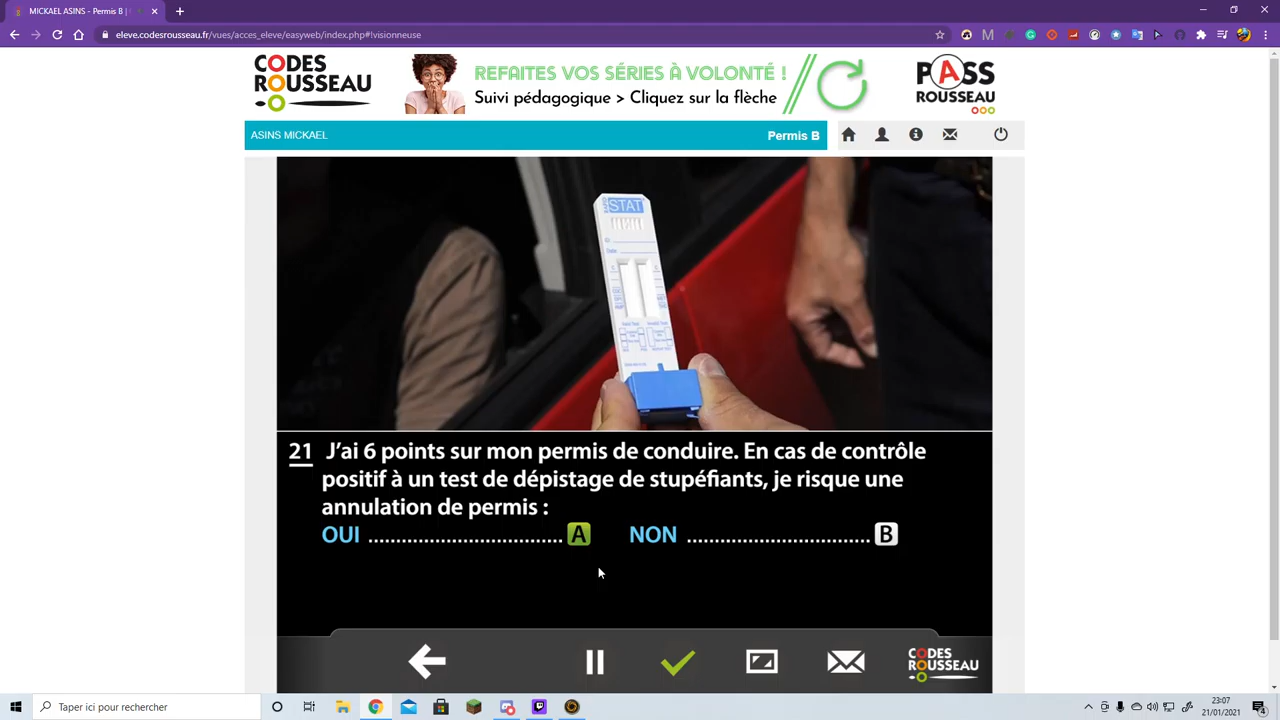 MICKAEL ASINS - Permis B
eleve.codesrousseau.fr/vues/acces_eleve/easyweb/index.php#!visionneuse
CODES
ROUSSEAU
REFAITES VOS SÉRIES À VOLONTÉ !
Suivi pédagogique > Cliquez sur la flèche
PASS
ROUSSEAU
ASINS MICKAEL
Permis B
STAT
21 J'ai 6 points sur mon permis de conduire. En cas de contrôle
positif à un test de dépistage de stupéfiants, je risque une
annulation de permis :
OUI .................................. A NON ................................ B
CODES
ROUSSEAU
Taper ici pour rechercher
23:07
21/01/2021